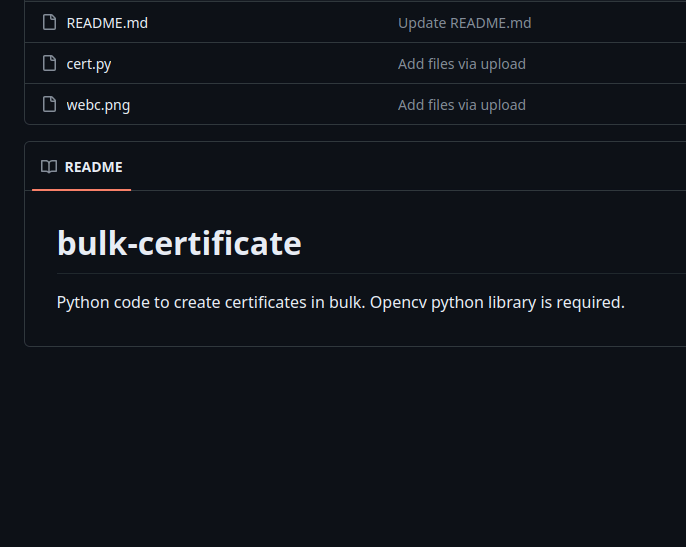 README.md Update README.md
cert.py Add files via upload
webc.png Add files via upload
README
bulk-certificate
Python code to create certificates in bulk. Opencv python library is required.